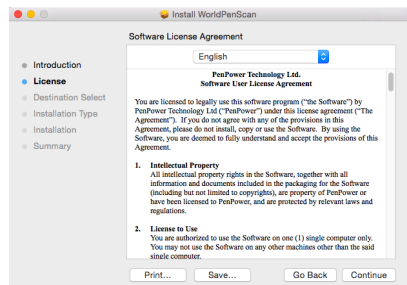 Install WorldPenScan
Software License Agreement
English
Introduction
License
Destination Select
Installation Type
Installation
Summary
PenPower Technology Ltd.
Software User License Agreement
You are licensed to legally use this software program ("the Software") by
PenPower Technology Ltd ("PenPower") under this license agreement ("The
Agreement"). If you do not agree with any of the provisions in this
Agreement, please do not install, copy or use the Software. By using the
Software, you are deemed to fully understand and accept the provisions of this
Agreement.
1. Intellectual Property
All intellectual property rights in the Software, together with all
information and documents included in the packaging for the Software
(including but not limited to copyrights), are property of PenPower or
have been licensed to PenPower, and are protected by relevant laws and
regulations.
2. License to Use
You are authorized to use the Software on one (1) single computer only.
You may not use the Software on any other machines other than the said
single computer.
Print... Save... Go Back Continue